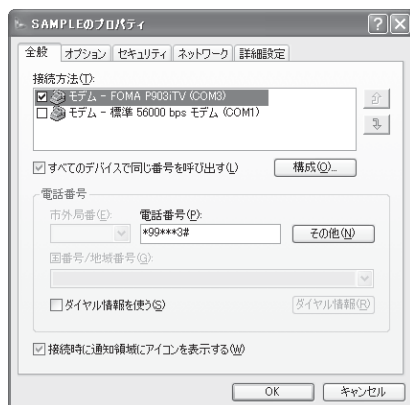 SAMPLEのプロパティ
全般 オプション セキュリティ ネットワーク 詳細設定
接続方法(T):
モデム - FOMA P903iTV (COM3)
モデム - 標準 56000 bps モデム (COM1)
すべてのデバイスで同じ番号を呼び出す(L) 構成(O)...
電話番号
市外局番(E): 電話番号(P):
*99***3# その他(N)
国番号/地域番号(G):
ダイヤル情報を使う(S) ダイヤル情報(R)
接続時に通知領域にアイコンを表示する(W)
OK キャンセル